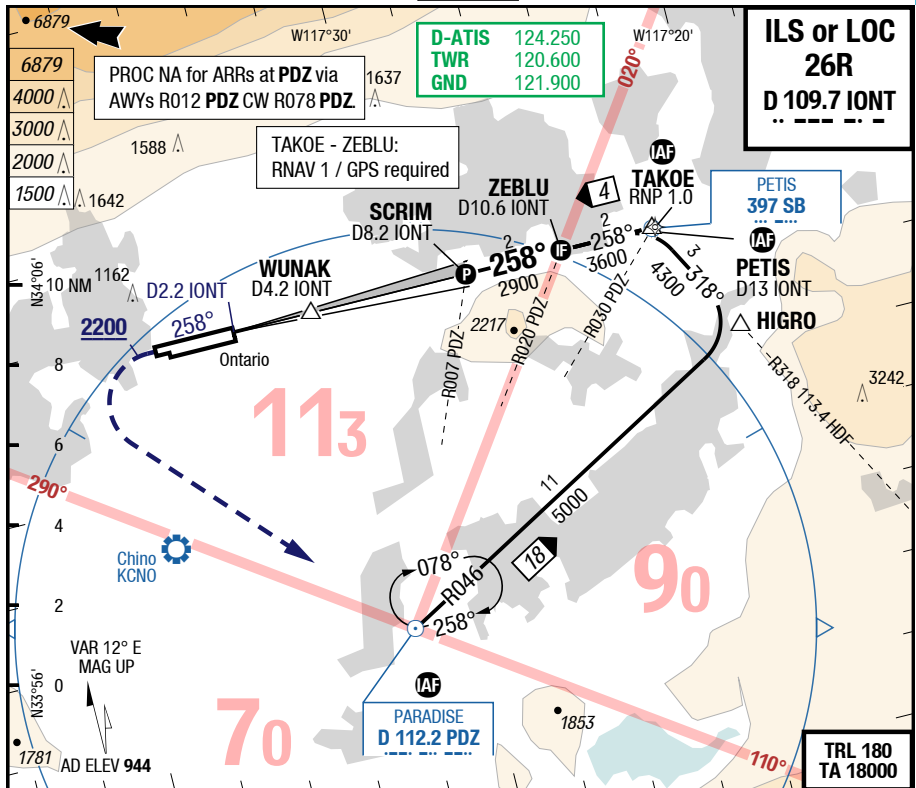 6879
6879
4000
3000
2000
1500
PROC NA for ARRs at PDZ via
AWYs R012 PDZ CW R078 PDZ.
W117°30'
D-ATIS 124.250
TWR 120.600
GND 121.900
W117°20'
020°
ILS or LOC
26R
D 109.7 IONT
1637
1588
1642
TAKOE - ZEBLU:
RNAV 1 / GPS required
IAF
TAKOE
RNP 1.0
4
ZEBLU
D10.6 IONT
IF
PETIS
397 SB
IAF
PETIS
D13 IONT
SCRIM
D8.2 IONT
P
2
258°
2900
2
258°
3600
3
318°
4300
WUNAK
D4.2 IONT
N34°06'
10 NM
1162
D2.2 IONT
2200
258°
Ontario
2217
R007 PDZ
R020 PDZ
R030 PDZ
HIGRO
R318 113.4 HDF
3242
8
6
4
2
0
113
290°
11
5000
Chino
KCNO
18
90
078°
R046
258°
VAR 12° E
MAG UP
N33°56'
IAF
PARADISE
D 112.2 PDZ
70
1853
1781
AD ELEV 944
110°
TRL 180
TA 18000